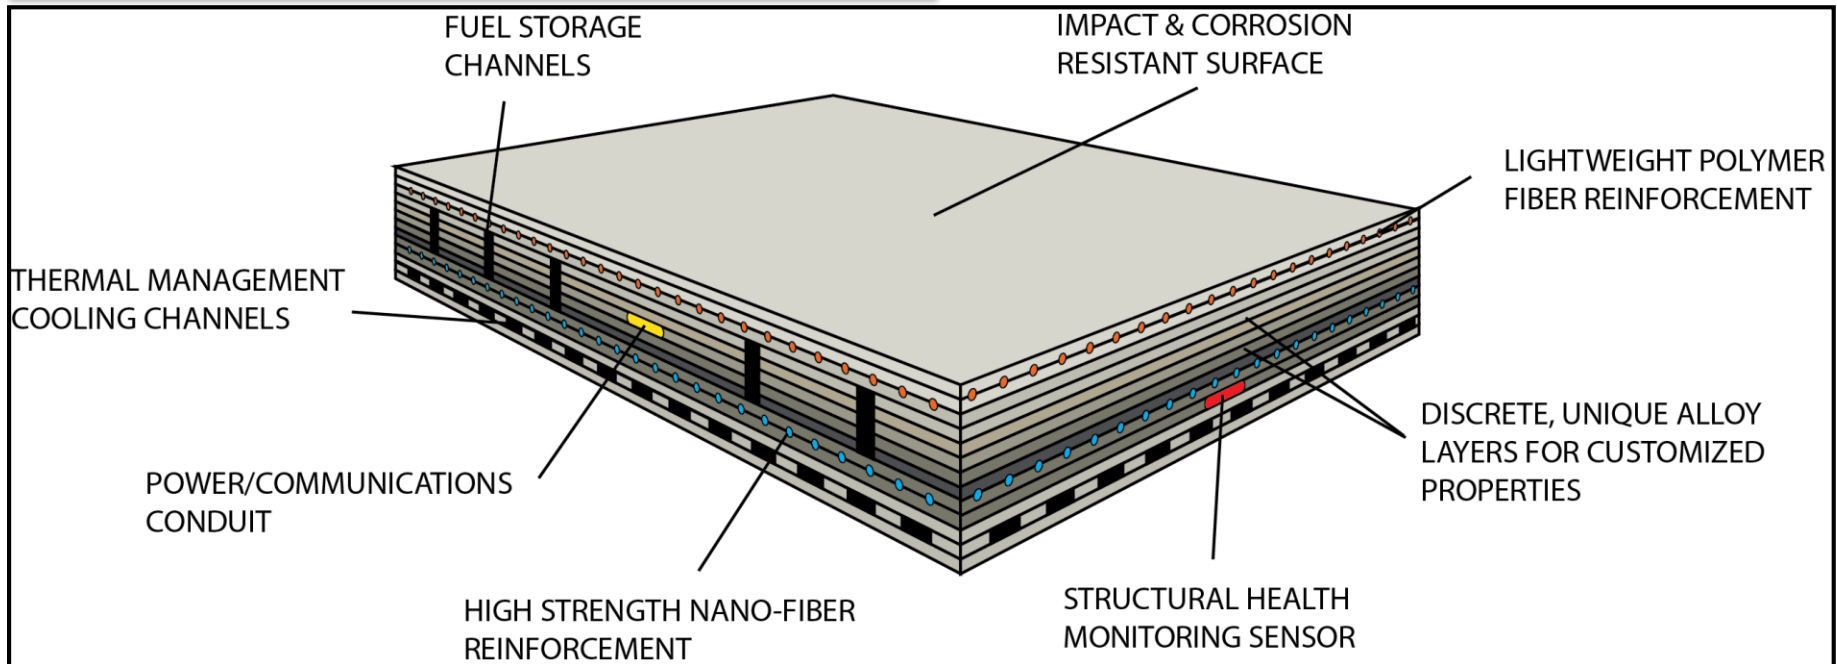 FUEL STORAGE
CHANNELS
IMPACT & CORROSION
RESISTANT SURFACE
LIGHTWEIGHT POLYMER
FIBER REINFORCEMENT
THERMAL MANAGEMENT
COOLING CHANNELS
DISCRETE, UNIQUE ALLOY
LAYERS FOR CUSTOMIZED
PROPERTIES
POWER/COMMUNICATIONS
CONDUIT
HIGH STRENGTH NANO-FIBER
REINFORCEMENT
STRUCTURAL HEALTH
MONITORING SENSOR